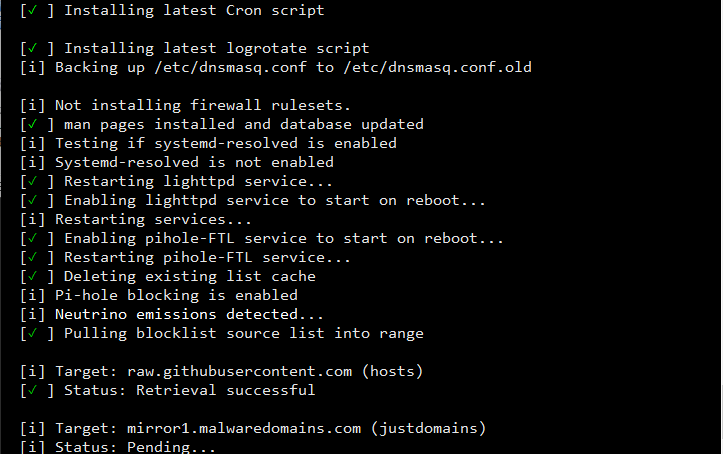 [✓ ] Installing latest Cron script
[✓ ] Installing latest logrotate script
[i] Backing up /etc/dnsmasq.conf to /etc/dnsmasq.conf.old
[i] Not installing firewall rulesets.
[✓ ] man pages installed and database updated
[i] Testing if systemd-resolved is enabled
[i] Systemd-resolved is not enabled
[✓ ] Restarting lighttpd service...
[✓ ] Enabling lighttpd service to start on reboot...
[i] Restarting services...
[✓ ] Enabling pihole-FTL service to start on reboot...
[✓ ] Restarting pihole-FTL service...
[✓ ] Deleting existing list cache
[i] Pi-hole blocking is enabled
[i] Neutrino emissions detected...
[✓ ] Pulling blocklist source list into range
[i] Target: raw.githubusercontent.com (hosts)
[✓ ] Status: Retrieval successful
[i] Target: mirror1.malwaredomains.com (justdomains)
[i] Status: Pending...